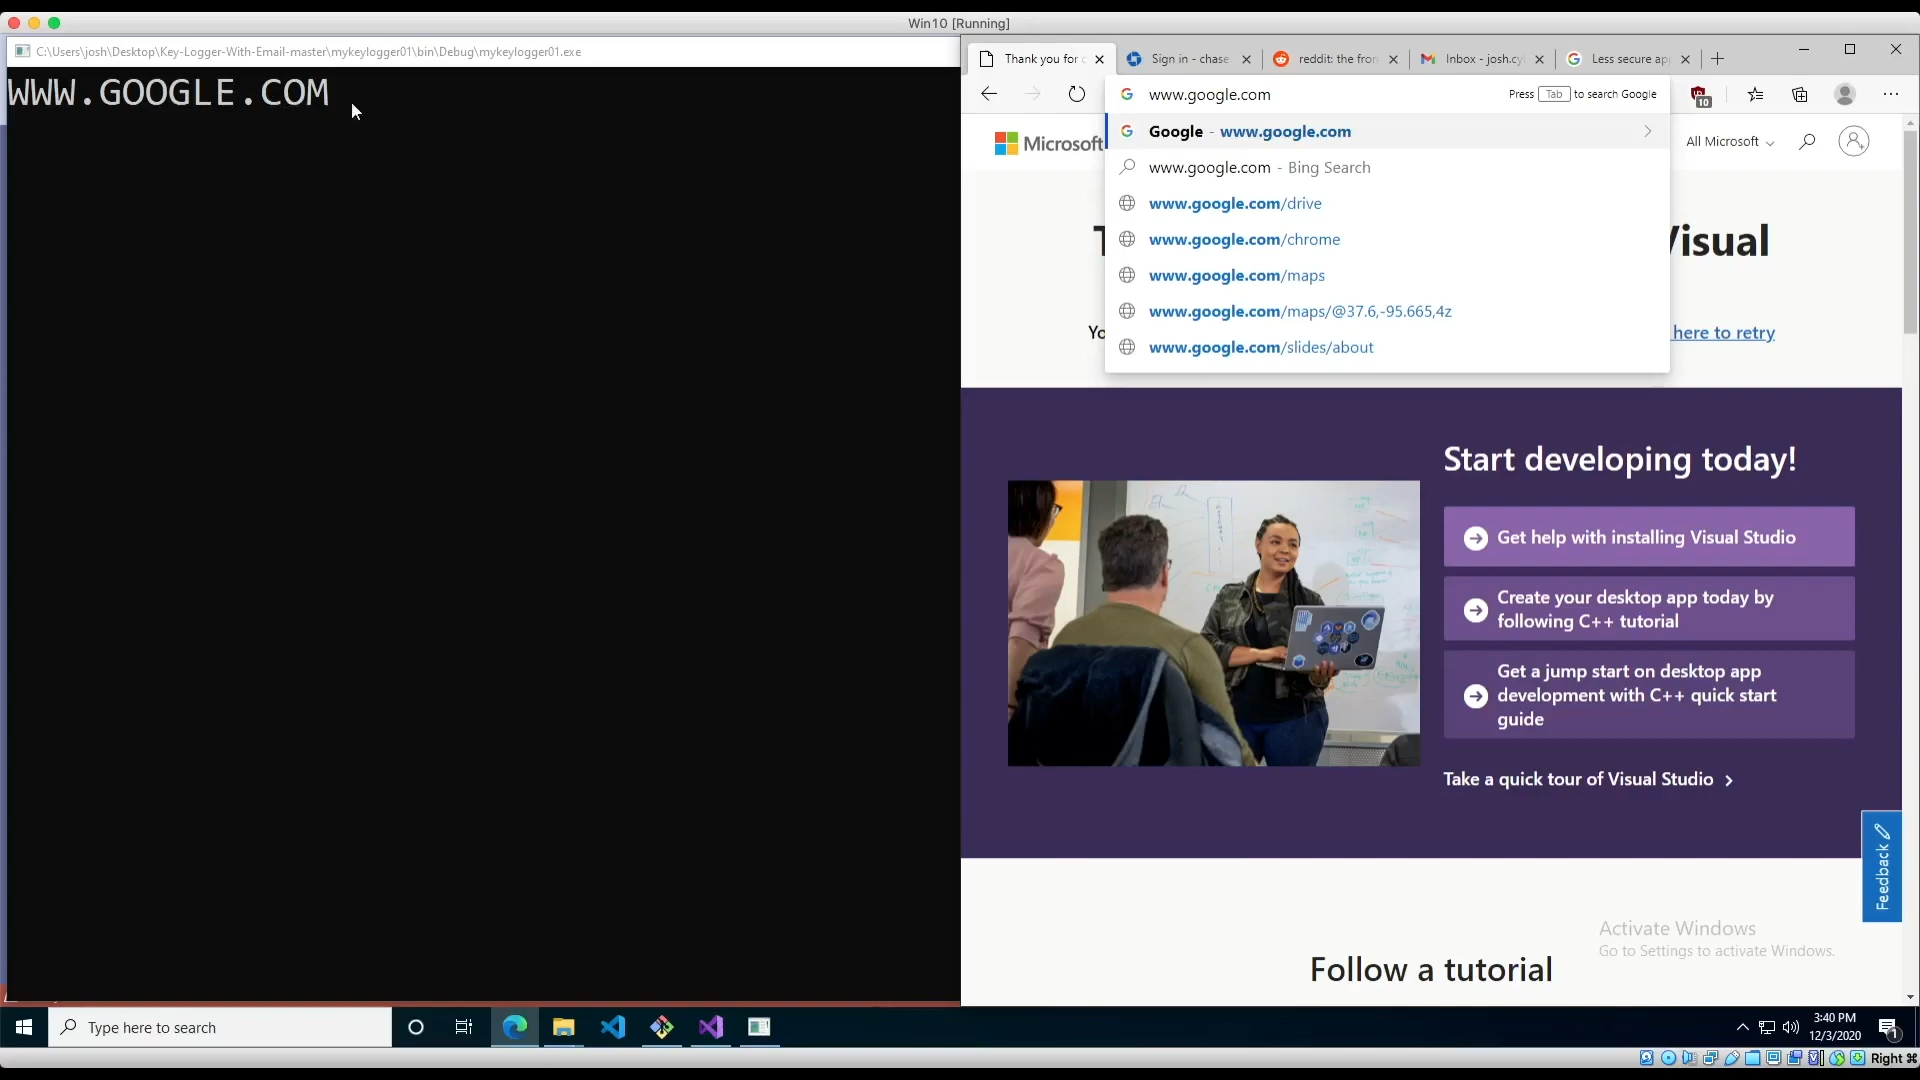 Win10 [Running]
C:\Users\josh\Desktop\Key-Logger-With-Email-master\mykeylogger01\bin\Debug\mykeylogger01.exe
WWW.GOOGLE.COM
Thank you for
Sign in - chase
reddit: the fron
Inbox - josh.cy
Less secure ap
www.google.com
Press Tab to search Google
10
Google - www.google.com
www.google.com - Bing Search
www.google.com/drive
www.google.com/chrome
www.google.com/maps
www.google.com/maps/@37.6,-95.665,4z
www.google.com/slides/about
Microsoft
All Microsoft
Visual
here to retry
Start developing today!
Get help with installing Visual Studio
Create your desktop app today by
following C++ tutorial
Get a jump start on desktop app
development with C++ quick start
guide
Take a quick tour of Visual Studio
Feedback
Activate Windows
Go to Settings to activate Windows.
Follow a tutorial
Type here to search
3:40 PM
12/3/2020
1
Right ⌘